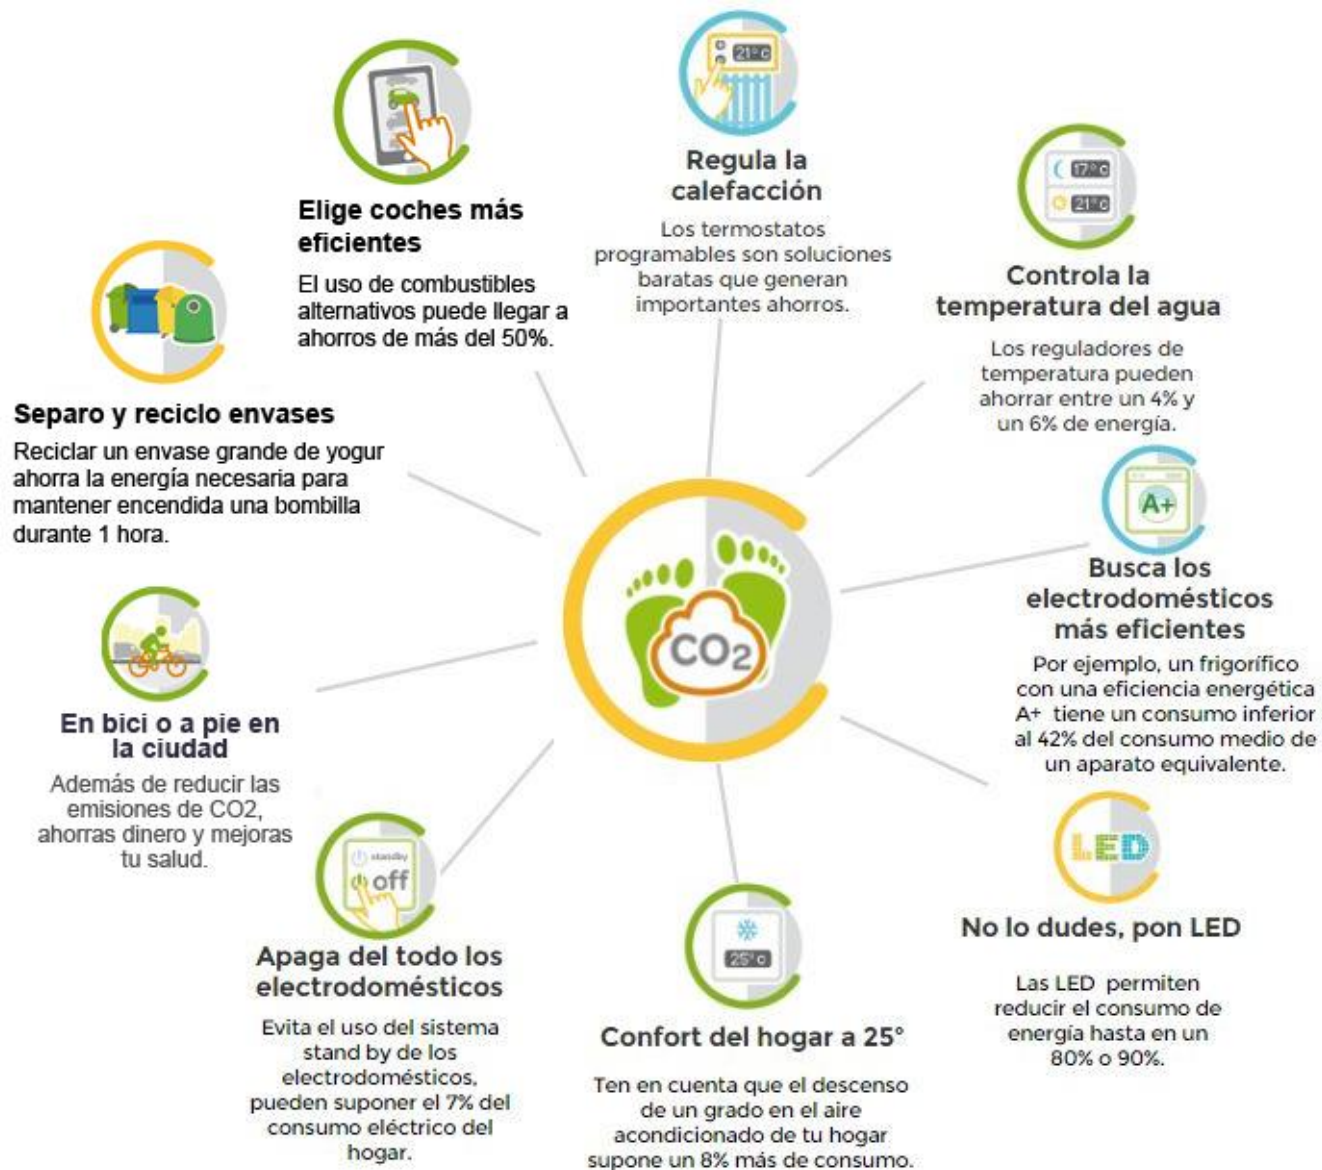 21°c
Regula la
calefacción
Los termostatos
programables son soluciones
baratas que generan
importantes ahorros.
17°c
21°c
Controla la
temperatura del agua
Los reguladores de
temperatura pueden
ahorrar entre un 4% y
un 6% de energía.
A+
Busca los
electrodomésticos
más eficientes
Por ejemplo, un frigorífico
con una eficiencia energética
A+ tiene un consumo inferior
al 42% del consumo medio de
un aparato equivalente.
LED
No lo dudes, pon LED
Las LED permiten
reducir el consumo de
energía hasta en un
80% o 90%.
25°c
Confort del hogar a 25°
Ten en cuenta que el descenso
de un grado en el aire
acondicionado de tu hogar
supone un 8% más de consumo.
standby
off
Apaga del todo los
electrodomésticos
Evita el uso del sistema
stand by de los
electrodomésticos,
pueden suponer el 7% del
consumo eléctrico del
hogar.
En bici o a pie en
la ciudad
Además de reducir las
emisiones de CO2,
ahorras dinero y mejoras
tu salud.
Separo y reciclo envases
Reciclar un envase grande de yogur
ahorra la energía necesaria para
mantener encendida una bombilla
durante 1 hora.
Elige coches más
eficientes
El uso de combustibles
alternativos puede llegar a
ahorros de más del 50%.
CO2